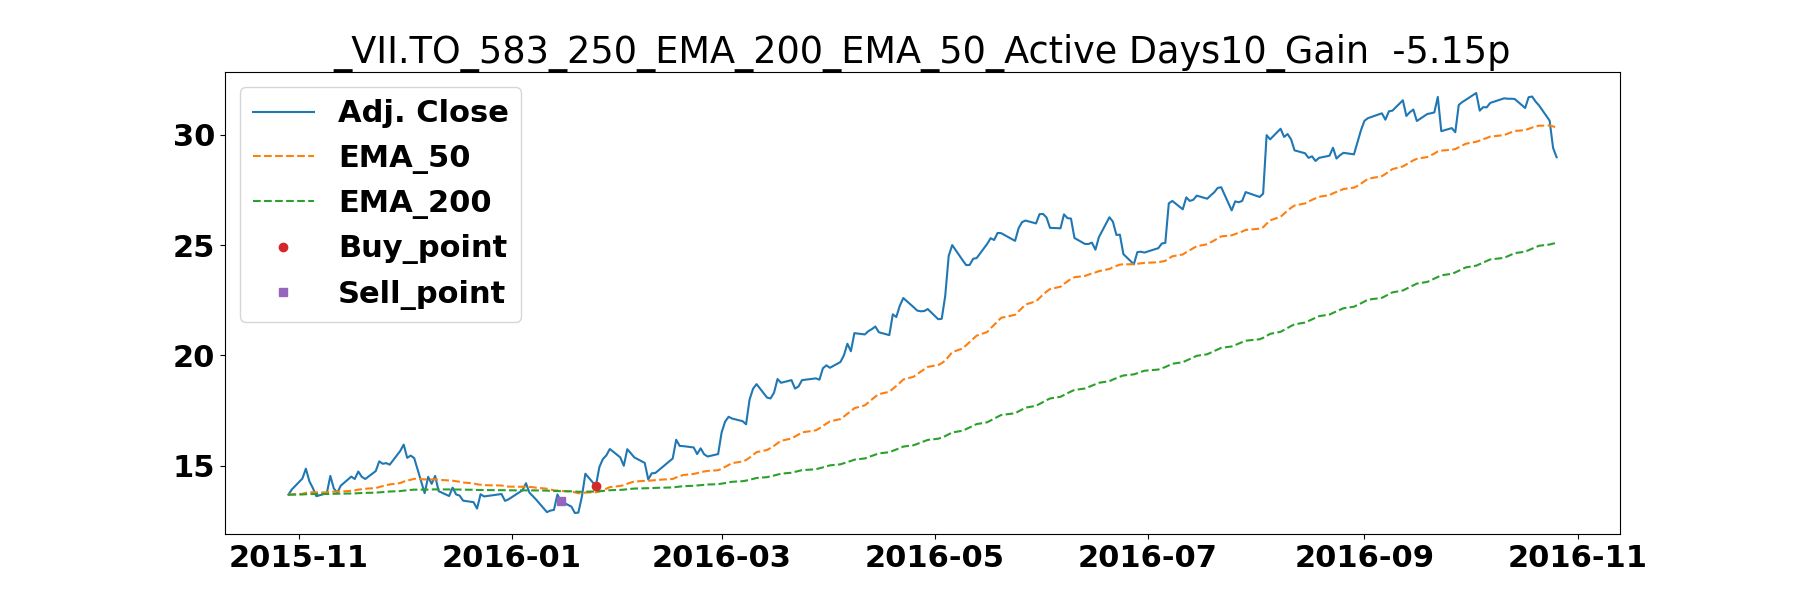 _VII.TO_583_250_EMA_200_EMA_50_Active Days10_Gain  -5.15p
Adj. Close
EMA_50
EMA_200
Buy_point
Sell_point
30
25
20
15
2015-11 2016-01 2016-03 2016-05 2016-07 2016-09 2016-11